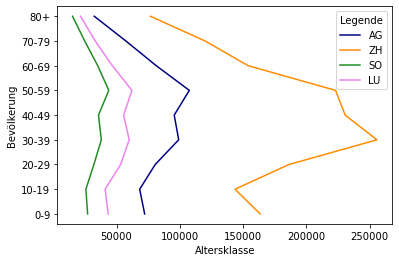 Legende
AG
ZH
SO
LU
Bevölkerung
80+
70-79
60-69
50-59
40-49
30-39
20-29
10-19
0-9
50000 100000 150000 200000 250000
Altersklasse